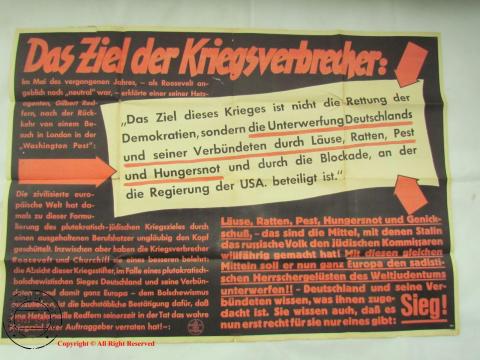 Das Ziel der Kriegsverbrecher:
Im Mai des vergangenen Jahres, – als Roosevelt an-
geblich noch „neutral" war, – erklärte einer seiner Hetz-
agenten, Gilbert Red-
fern, nach der Rück-
kehr von einem Be-
such in London in der
„Washington Post":
„Das Ziel dieses Krieges ist nicht die Rettung der
Demokratien, sondern die Unterwerfung Deutschlands
und seiner Verbündeten durch Läuse, Ratten, Pest
und Hungersnot und durch die Blockade, an der
die Regierung der USA. beteiligt ist."
Die zivilisierte euro-
päische Welt hat da-
mals zu dieser Formu-
lierung des plutokratisch-jüdischen Kriegszieles durch
einen ausgehaltenen Berufshetzer ungläubig den Kopf
geschüttelt. Inzwischen aber haben die Kriegsverbrecher
Roosevelt und Churchill sie eines besseren belehrt:
die Absicht dieser Kriegsstifter, im Falle eines plutokratisch-
bolschewistischen Sieges Deutschland und seine Verbün-
deten und damit ganz Europa – dem Bolschewismus
ist die buchstäbliche Bestätigung dafür, daß
Redfern seinerzeit in der Tat das wahre
Auftraggeber verraten hat! –:
Läuse, Ratten, Pest, Hungersnot und Genick-
schuß, – das sind die Mittel, mit denen Stalin
das russische Volk den jüdischen Kommissaren
willfährig gemacht hat! Mit diesen gleichen
Mitteln soll er nun ganz Europa den sadisti-
schen Herrschergelüsten des Weltjudentums
unterwerfen!! – Deutschland und seine Ver-
bündeten wissen, was ihnen zuge-
dacht ist. Sie wissen auch, daß es
nun erst recht für sie nur eines gibt:
Sieg!
Copyright © All Rights Reserved